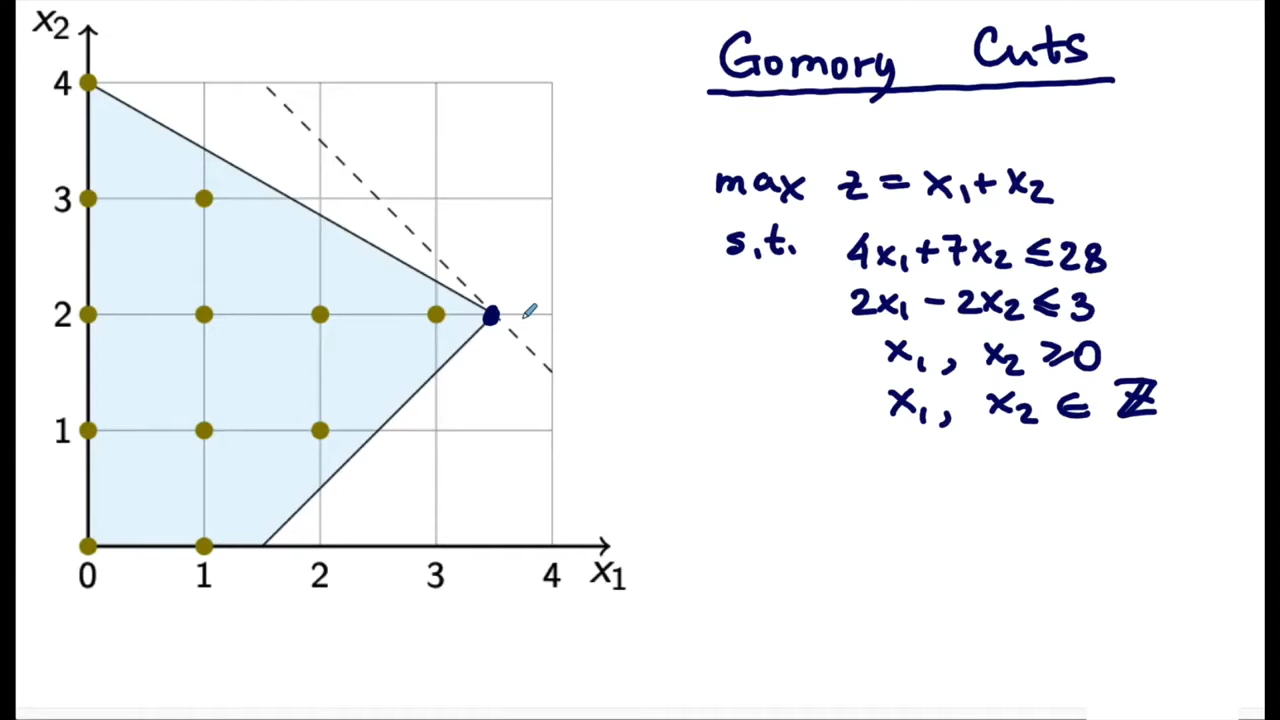 Gomory Cuts
max z = x₁ + x₂
s.t. 4x₁ + 7x₂ ≤ 28
2x₁ - 2x₂ ≤ 3
x₁, x₂ ≥ 0
x₁, x₂ ∈ ℤ
x₂
4
3
2
1
0 1 2 3 4 x₁